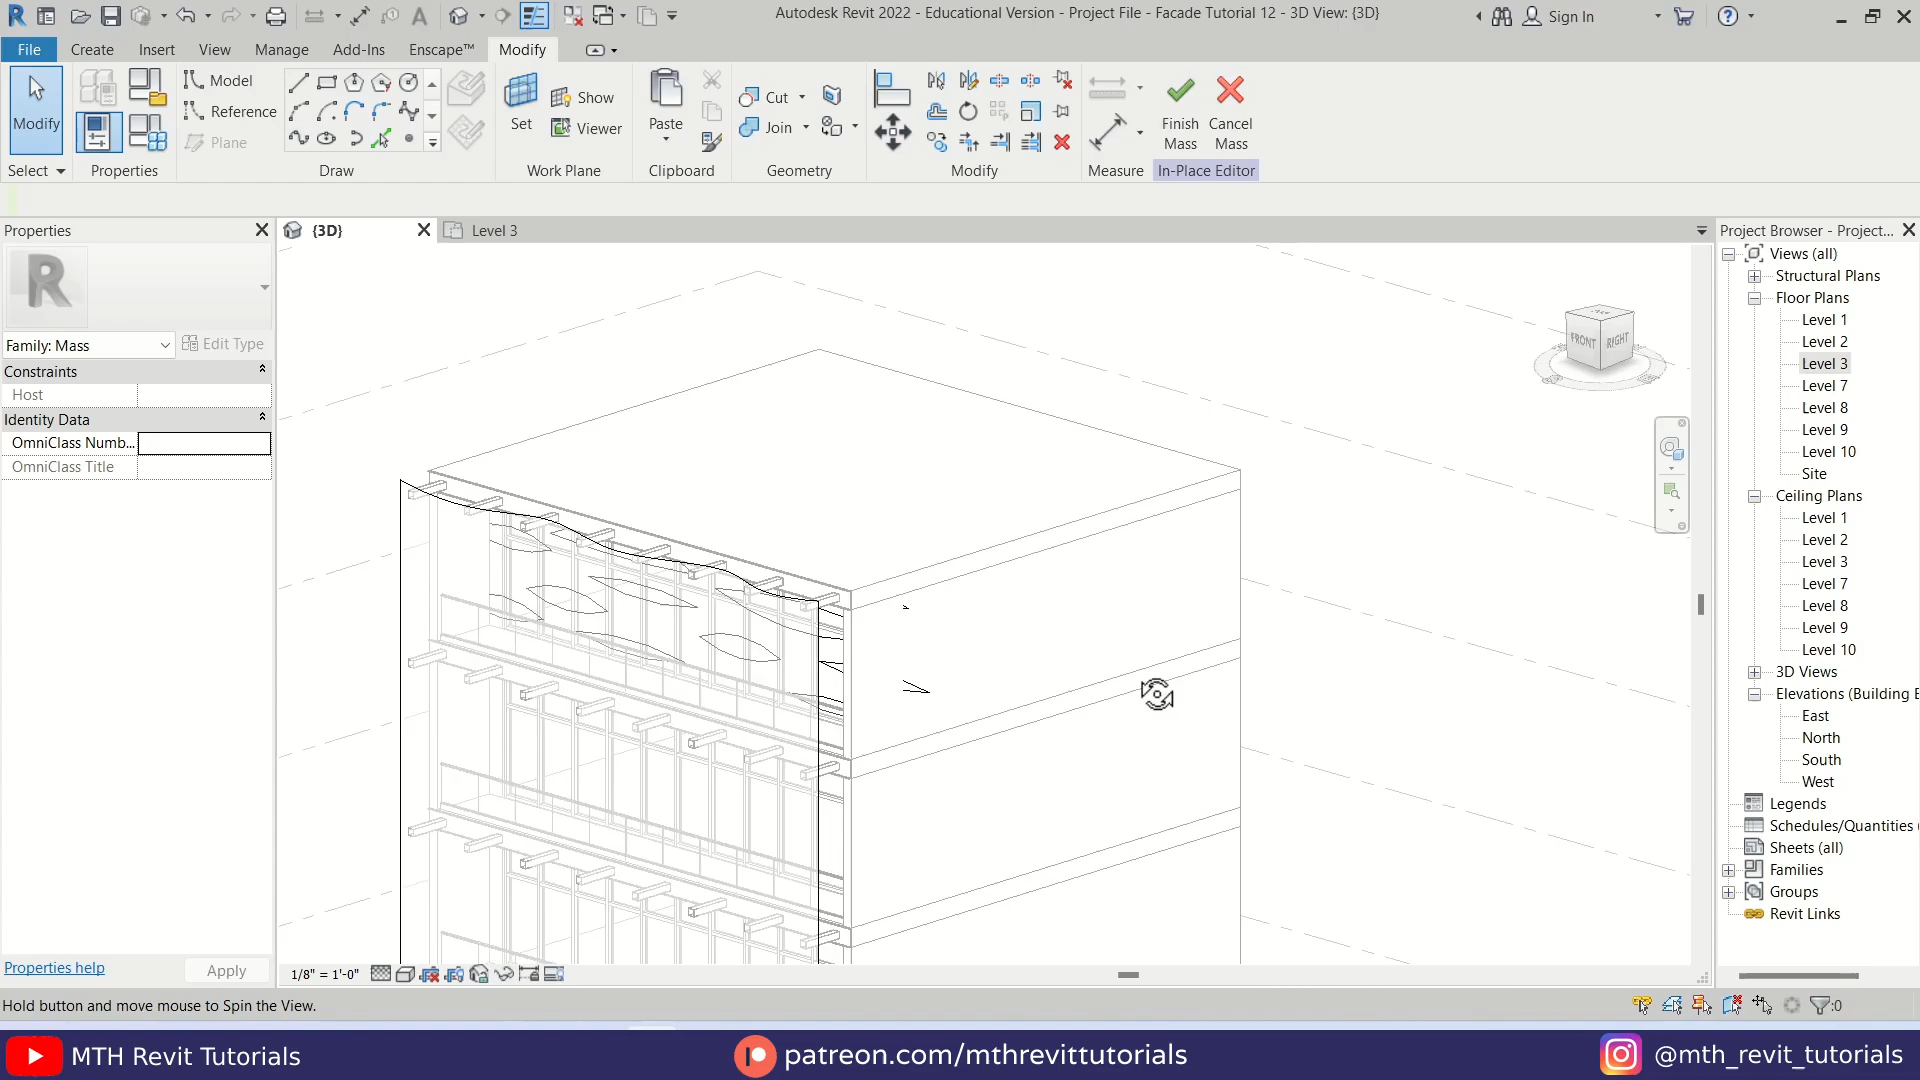 Autodesk Revit 2022 - Educational Version - Project File - Facade Tutorial 12 - 3D View: {3D}
Sign In
File
Create
Insert
View
Manage
Add-Ins
Enscape™
Modify
Modify
Model
Reference
Plane
Set
Show
Viewer
Paste
Cut
Join
Finish
Mass
Cancel
Mass
Select
Properties
Draw
Work Plane
Clipboard
Geometry
Modify
Measure
In-Place Editor
Properties
{3D}
Level 3
Project Browser - Project...
Family: Mass
Edit Type
Constraints
Host
Identity Data
OmniClass Numb...
OmniClass Title
FRONT
RIGHT
Views (all)
Structural Plans
Floor Plans
Level 1
Level 2
Level 3
Level 7
Level 8
Level 9
Level 10
Site
Ceiling Plans
Level 1
Level 2
Level 3
Level 7
Level 8
Level 9
Level 10
3D Views
Elevations (Building E
East
North
South
West
Legends
Schedules/Quantities (
Sheets (all)
Families
Groups
Revit Links
Properties help
Apply
1/8" = 1'-0"
Hold button and move mouse to Spin the View.
:0
MTH Revit Tutorials
patreon.com/mthrevittutorials
@mth_revit_tutorials